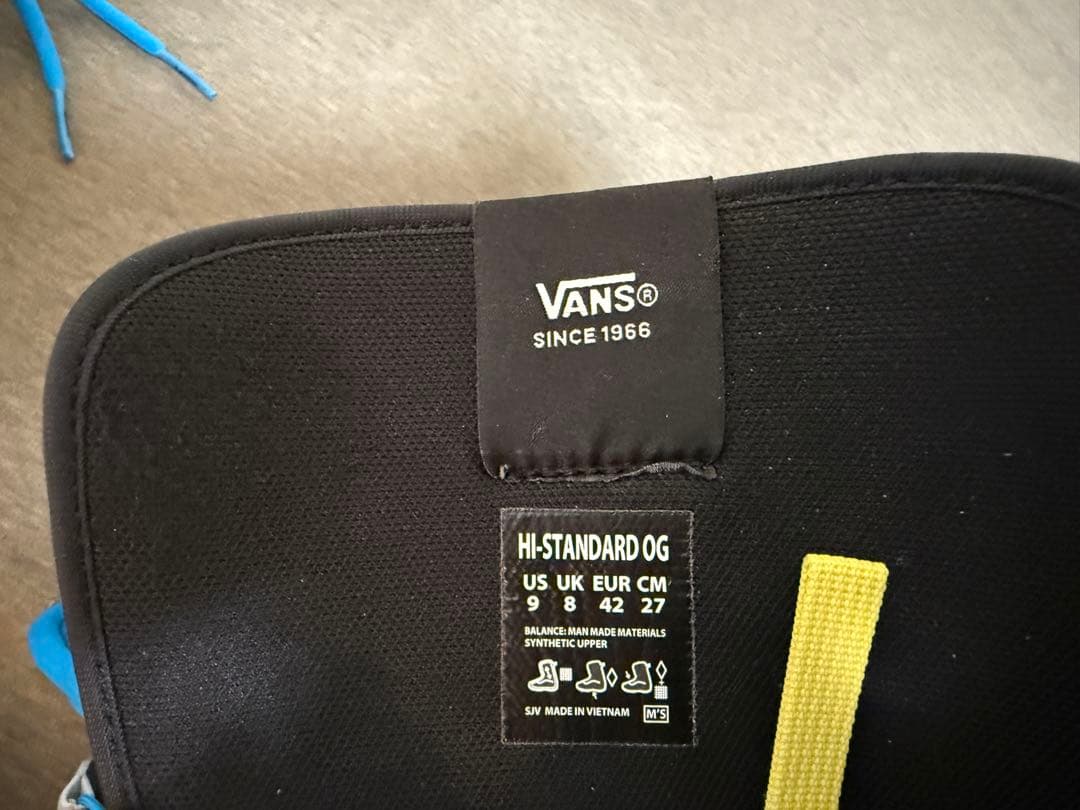 VANS®
SINCE 1966
HI-STANDARD OG
US UK EUR CM
9 8 42 27
BALANCE: MAN MADE MATERIALS
SYNTHETIC UPPER
SJV MADE IN VIETNAM M'S